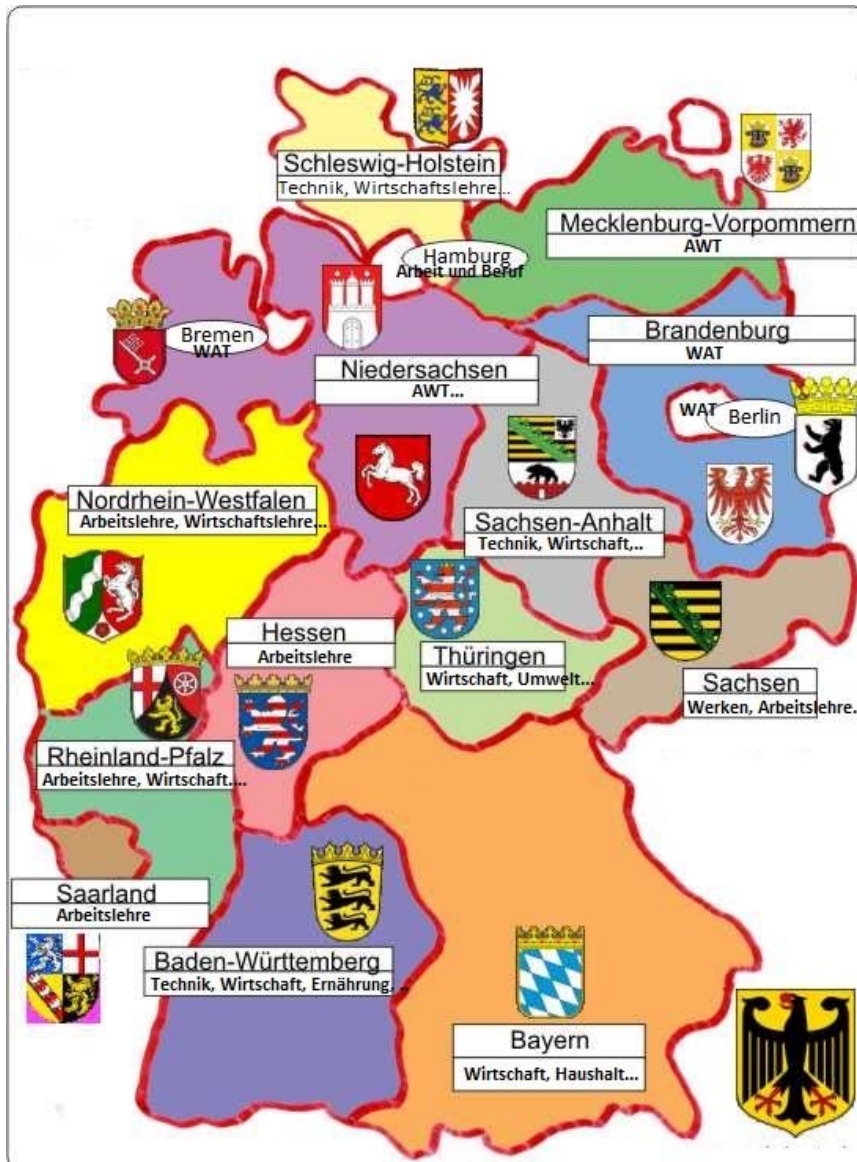 Schleswig-Holstein
Technik, Wirtschaftslehre...
Mecklenburg-Vorpommern
AWT
Hamburg
Arbeit und Beruf
Bremen
WAT
Brandenburg
WAT
Niedersachsen
AWT...
WAT
Berlin
Nordrhein-Westfalen
Arbeitslehre, Wirtschaftslehre...
Sachsen-Anhalt
Technik, Wirtschaft,..
Hessen
Arbeitslehre
Thüringen
Wirtschaft, Umwelt...
Sachsen
Werken, Arbeitslehre..
Rheinland-Pfalz
Arbeitslehre, Wirtschaft....
Saarland
Arbeitslehre
Baden-Württemberg
Technik, Wirtschaft, Ernährung, ..
Bayern
Wirtschaft, Haushalt...